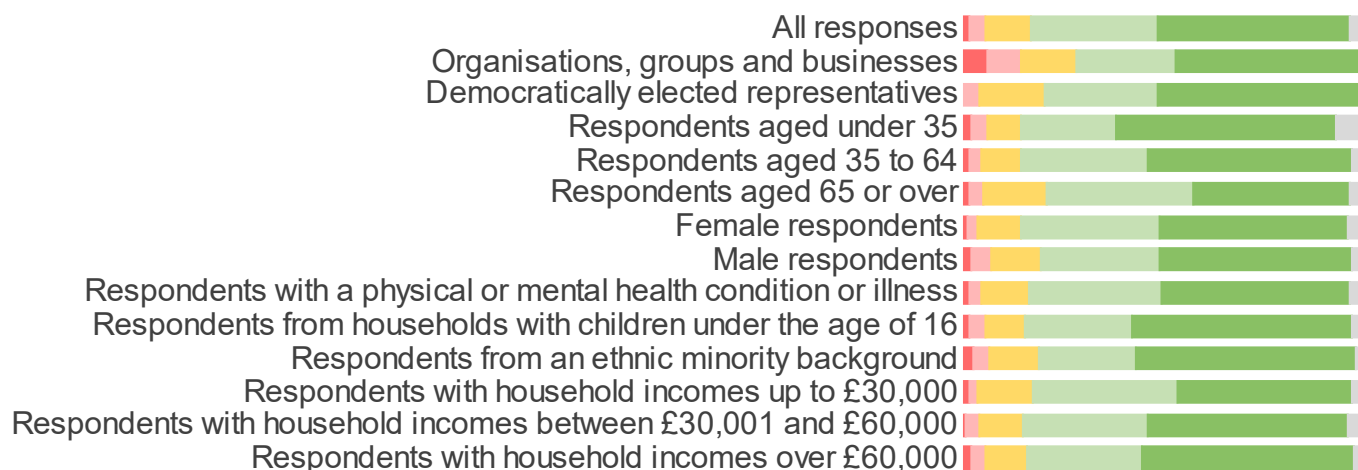 All responses
Organisations, groups and businesses
Democratically elected representatives
Respondents aged under 35
Respondents aged 35 to 64
Respondents aged 65 or over
Female respondents
Male respondents
Respondents with a physical or mental health condition or illness
Respondents from households with children under the age of 16
Respondents from an ethnic minority background
Respondents with household incomes up to £30,000
Respondents with household incomes between £30,001 and £60,000
Respondents with household incomes over £60,000